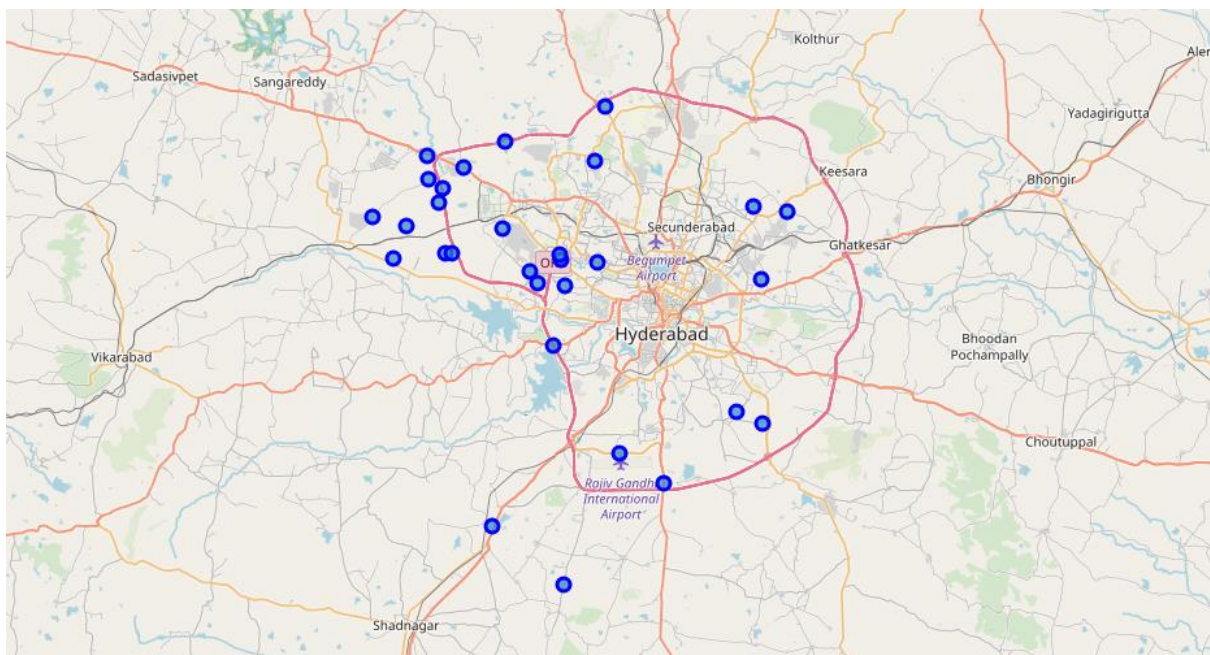 Kolthur
Sadasivpet
Sangareddy
Yadagirigutta
Keesara
Bhongir
Secunderabad
Ghatkesar
Begumpet
Airport
Hyderabad
Bhoodan
Pochampally
Vikarabad
Choutuppal
Rajiv Gandh
International
Airport
Shadnagar